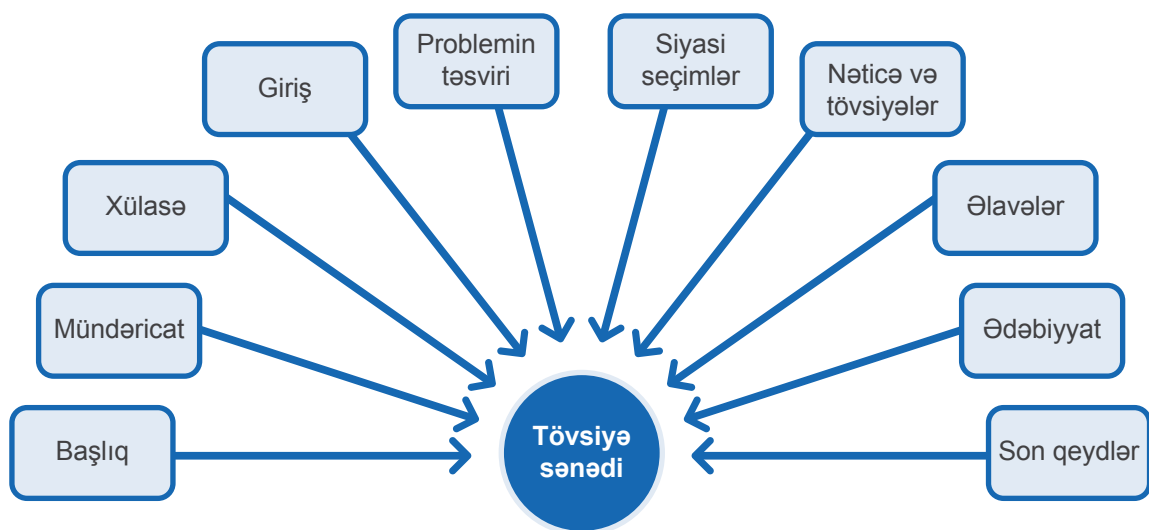 Problemin
təsviri
Siyasi
seçimlər
Giriş
Nəticə və
tövsiyələr
Xülasə
Əlavələr
Mündəricat
Ədəbiyyat
Başlıq
Tövsiyə
sənədi
Son qeydlər